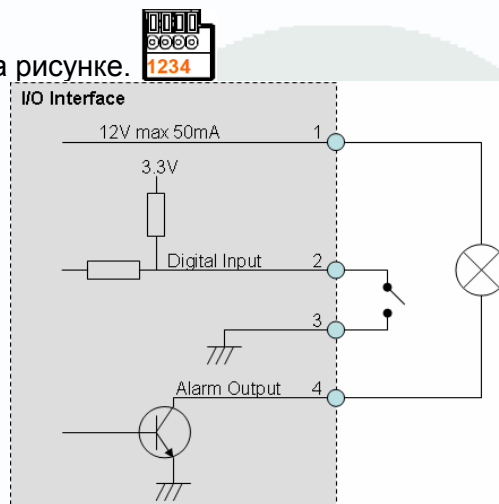 а рисунке.
1234
I/O Interface
12V max 50mA 1
3.3V
Digital Input 2
3
Alarm Output 4